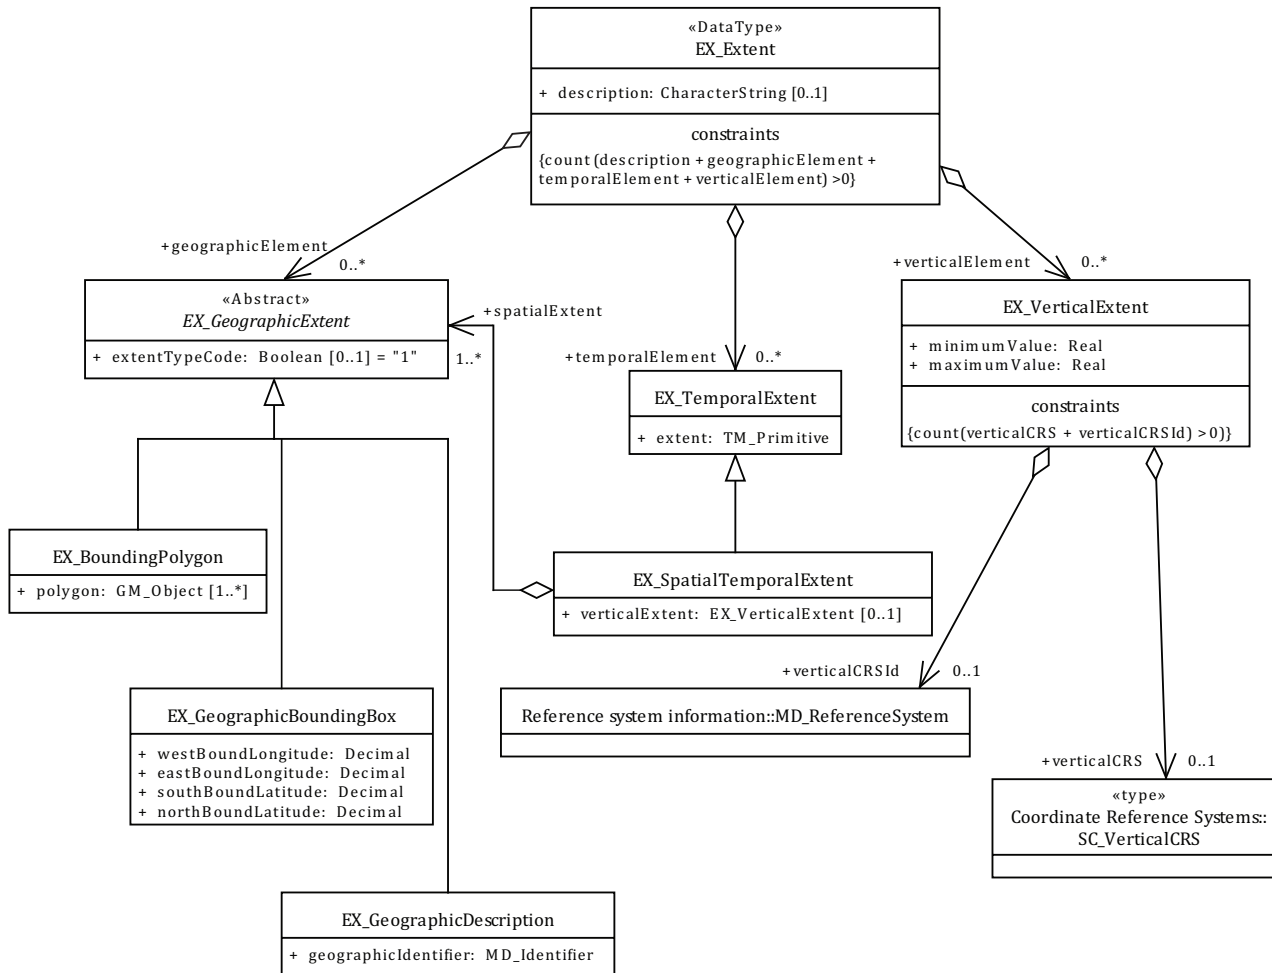 «DataType»
EX_Extent
+ description: CharacterString [0..1]
constraints
{count(description + geographicElement +
temporalElement + verticalElement) >0}
+geographicElement
0..*
+verticalElement
0..*
«Abstract»
EX_GeographicExtent
+ extentTypeCode: Boolean [0..1] = "1"
+spatialExtent
1..*
+temporalElement
0..*
EX_VerticalExtent
+ minimumValue: Real
+ maximumValue: Real
constraints
{count(verticalCRS + verticalCRSId) >0)}
EX_TemporalExtent
+ extent: TM_Primitive
EX_BoundingPolygon
+ polygon: GM_Object [1..*]
EX_SpatialTemporalExtent
+ verticalExtent: EX_VerticalExtent [0..1]
+verticalCRSId
0..1
EX_GeographicBoundingBox
+ westBoundLongitude: Decimal
+ eastBoundLongitude: Decimal
+ southBoundLatitude: Decimal
+ northBoundLatitude: Decimal
Reference system information::MD_ReferenceSystem
+verticalCRS
0..1
«type»
Coordinate Reference Systems::
SC_VerticalCRS
EX_GeographicDescription
+ geographicIdentifier: MD_Identifier